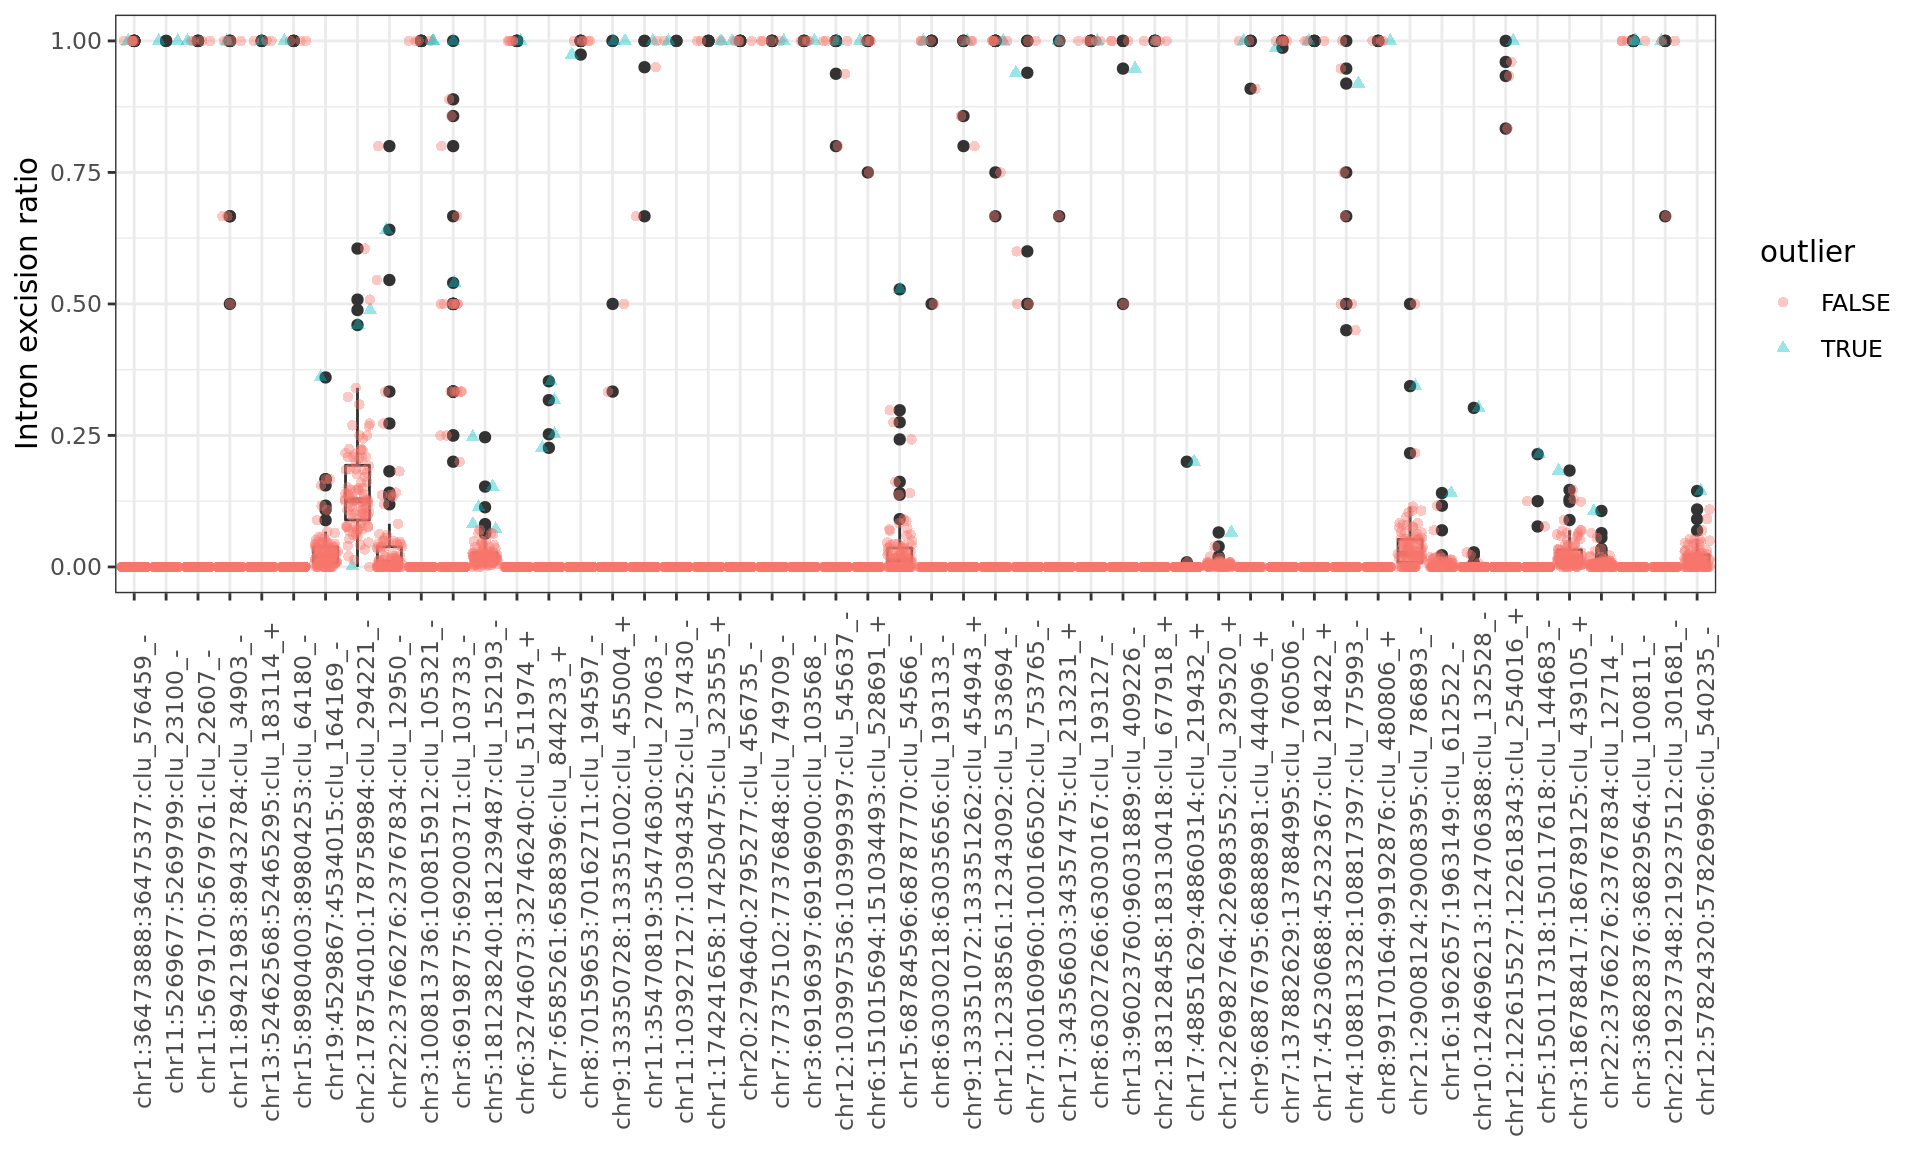 Intron excision ratio
1.00
0.75
0.50
0.25
0.00
chr1:36473888:36475377:clu_576459_-
chr11:5269677:5269799:clu_23100_-
chr11:5679170:5679761:clu_22607_-
chr11:89421983:89432784:clu_34903_-
chr13:52462568:52465295:clu_183114_+
chr15:89804003:89804253:clu_64180_-
chr19:4529867:4534015:clu_164169_-
chr2:178754010:178758984:clu_294221_-
chr22:23766276:23767834:clu_12950_-
chr3:100813736:100815912:clu_105321_-
chr3:69198775:69200371:clu_103733_-
chr5:181238240:181239487:clu_152193_-
chr6:32746073:32746240:clu_511974_+
chr7:6585261:6588396:clu_844233_+
chr8:70159653:70162711:clu_194597_-
chr9:133350728:133351002:clu_455004_+
chr11:35470819:35474630:clu_27063_-
chr11:103927127:103943452:clu_37430_-
chr1:174241658:174250475:clu_323555_+
chr20:2794640:2795277:clu_456735_-
chr7:77375102:77376848:clu_749709_-
chr3:69196397:69196900:clu_103568_-
chr12:103997536:103999397:clu_545637_-
chr6:151015694:151034493:clu_528691_+
chr15:68784596:68787770:clu_54566_-
chr8:63030218:63035656:clu_193133_-
chr9:133351072:133351262:clu_454943_+
chr12:12338561:12343092:clu_533694_-
chr7:100160960:100166502:clu_753765_-
chr17:34356603:34357475:clu_213231_+
chr8:63027266:63030167:clu_193127_-
chr13:96023760:96031889:clu_409226_-
chr2:183128458:183130418:clu_677918_+
chr17:48851629:48860314:clu_219432_+
chr1:226982764:226983552:clu_329520_+
chr9:68876795:68888981:clu_444096_+
chr7:137882629:137884995:clu_760506_-
chr17:45230688:45232367:clu_218422_+
chr4:108813328:108817397:clu_775993_-
chr8:99170164:99192876:clu_480806_+
chr21:29008124:29008395:clu_786893_-
chr16:1962657:1963149:clu_612522_-
chr10:124696213:124706388:clu_132528_-
chr12:122615527:122618343:clu_254016_+
chr5:150117318:150117618:clu_144683_-
chr3:186788417:186789125:clu_439105_+
chr22:23766276:23767834:clu_12714_-
chr3:36828376:36829564:clu_100811_-
chr2:219237348:219237512:clu_301681_-
chr12:57824320:57826996:clu_540235_-
outlier
FALSE
TRUE